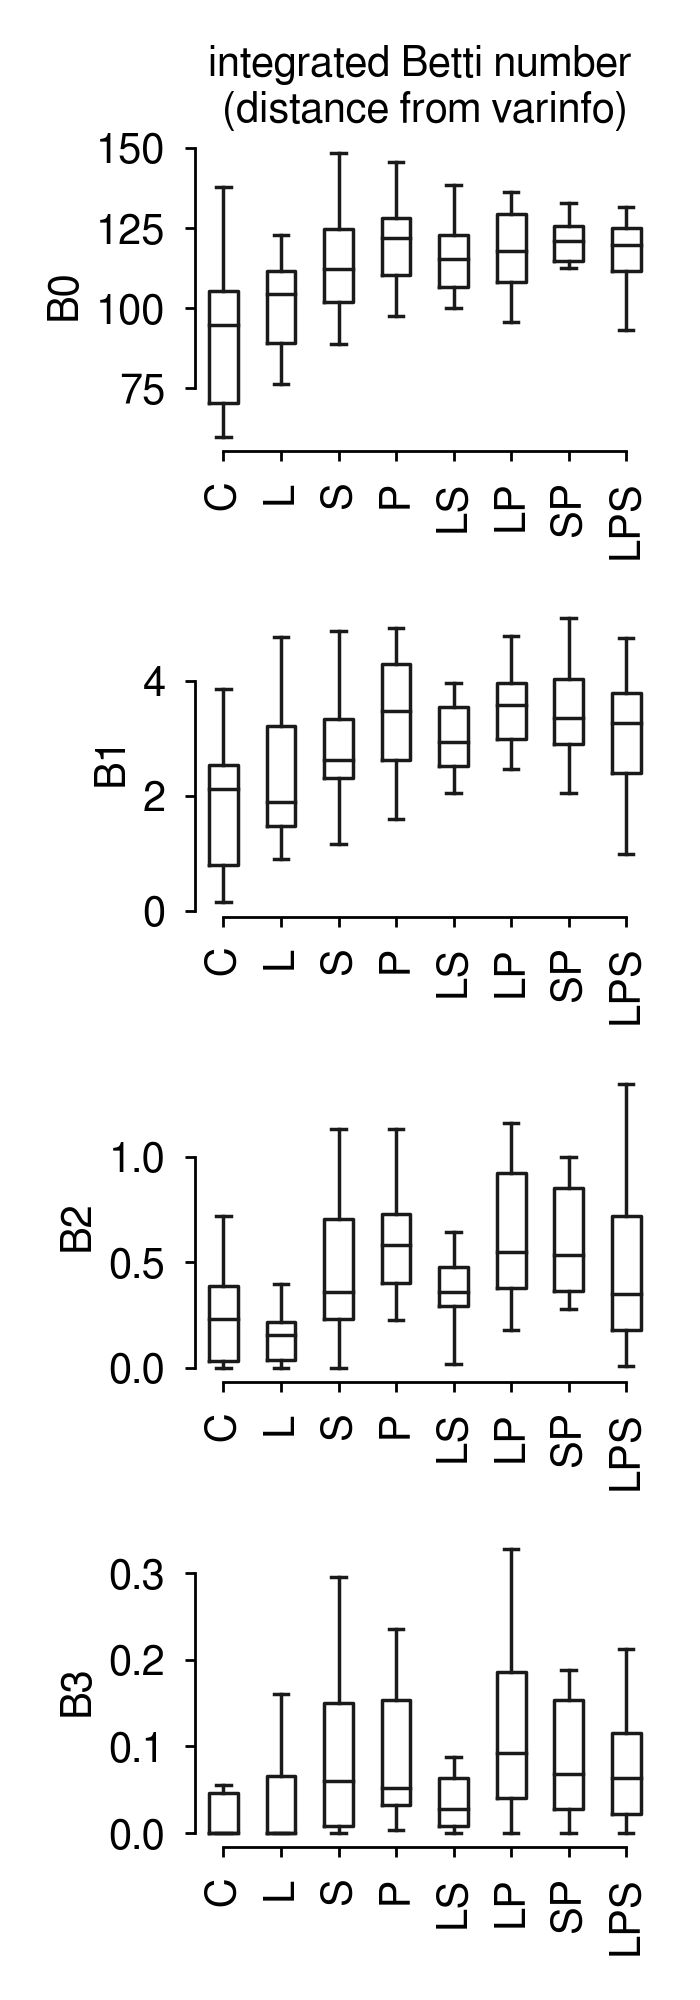 integrated Betti number
(distance from varinfo)
150
125
100
75
B0
C
L
S
P
LS
LP
SP
LPS
4
2
0
B1
C
L
S
P
LS
LP
SP
LPS
1.0
0.5
0.0
B2
C
L
S
P
LS
LP
SP
LPS
0.3
0.2
0.1
0.0
B3
C
L
S
P
LS
LP
SP
LPS